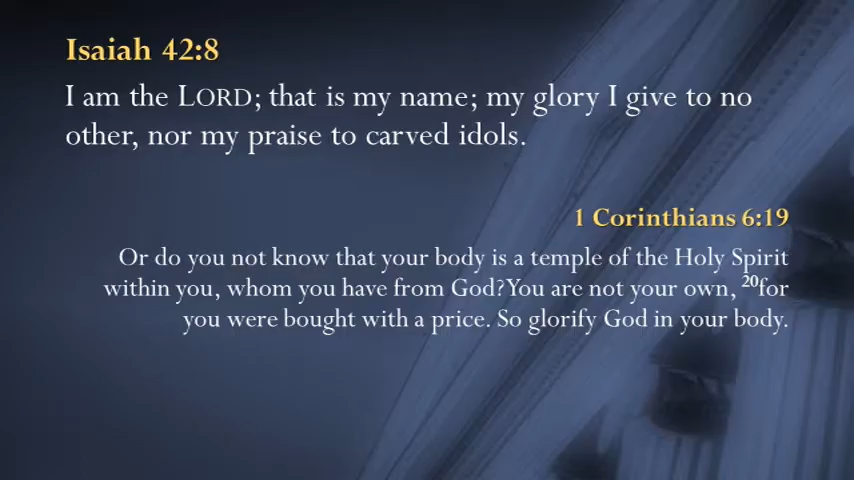 Isaiah 42:8
I am the LORD; that is my name; my glory I give to no
other, nor my praise to carved idols.
1 Corinthians 6:19
Or do you not know that your body is a temple of the Holy Spirit
within you, whom you have from God?You are not your own, 20for
you were bought with a price. So glorify God in your body.